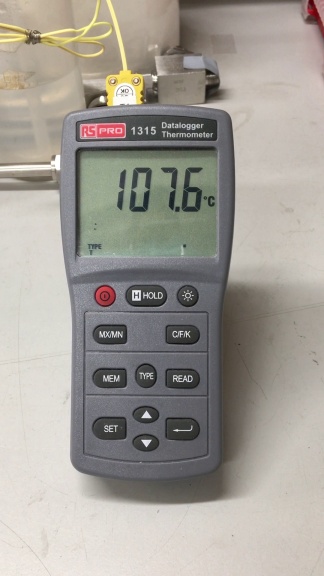 RS PRO 1315 Datalogger
Thermometer
107.6 °C
TYPE
T
H HOLD
MX/MN
C/F/K
MEM
TYPE
READ
SET